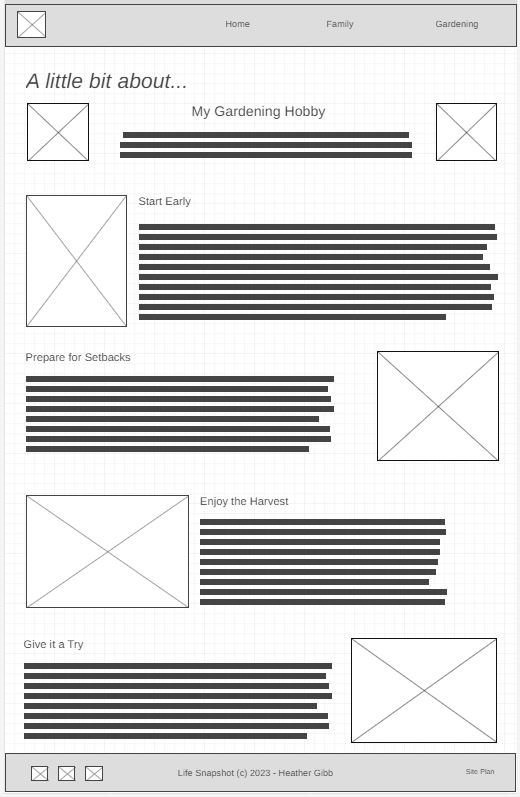 Home Family Gardening
A little bit about...
My Gardening Hobby
Start Early
Prepare for Setbacks
Enjoy the Harvest
Give it a Try
Life Snapshot (c) 2023 - Heather Gibb
Site Plan